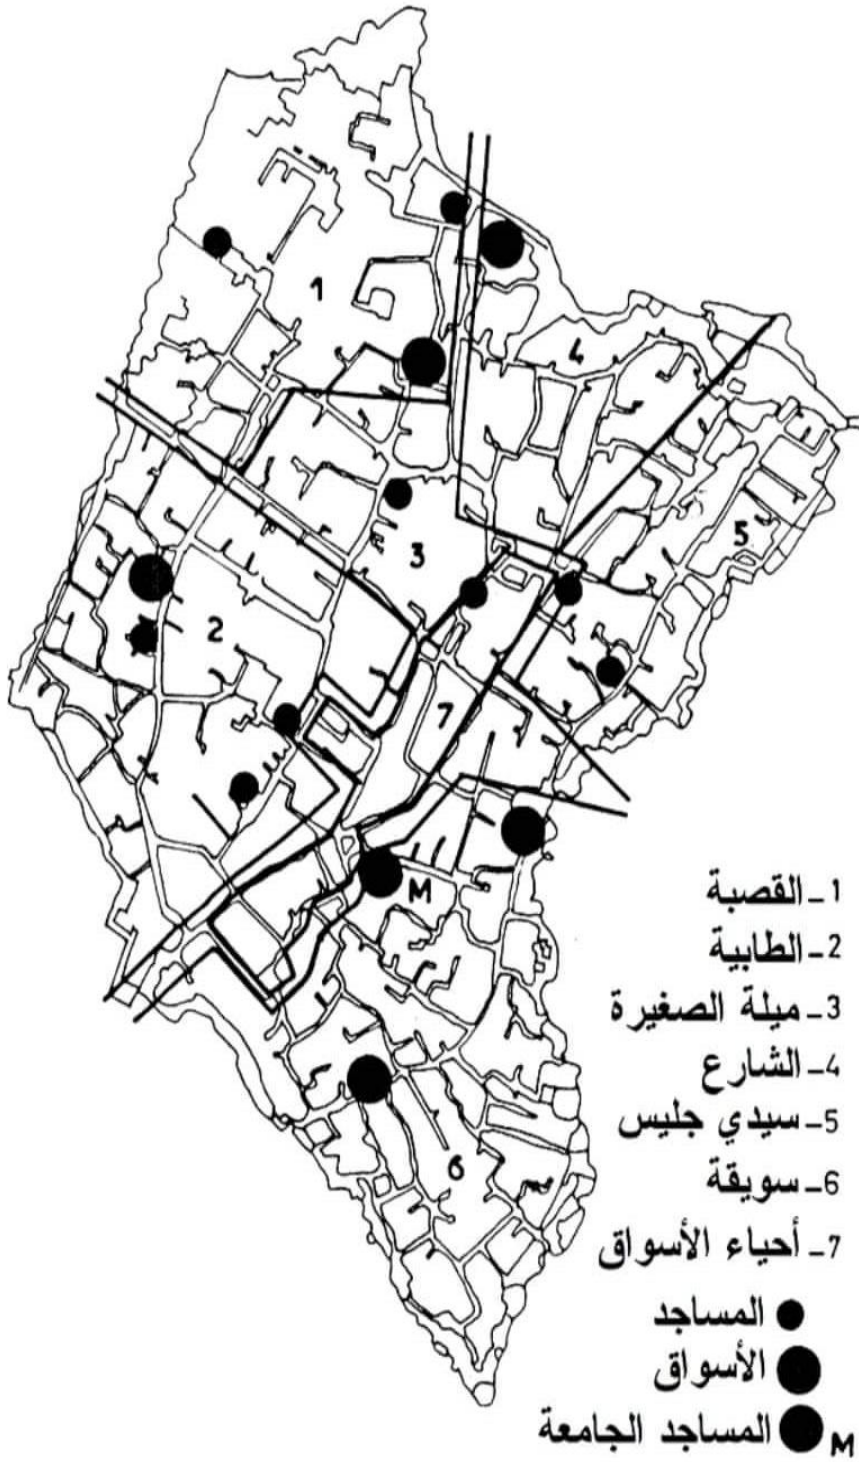 1
4
5
3
2
7
M
6
1 ـ القصبة
2 ـ الطابية
3 ـ ميلة الصغيرة
4 ـ الشارع
5 ـ سيدي جليس
6 ـ سويقة
7 ـ أحياء الأسواق
المساجد
الأسواق
M المساجد الجامعة